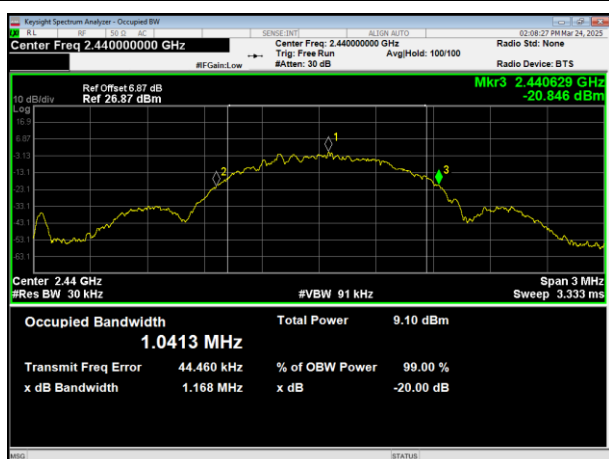 Keysight Spectrum Analyzer - Occupied BW
RL RF 50 Ω AC SENSE:INT ALIGN AUTO 02:08:27 PM Mar 24, 2025
Center Freq 2.440000000 GHz Center Freq: 2.440000000 GHz Radio Std: None
Trig: Free Run Avg|Hold: 100/100
#IFGain:Low #Atten: 30 dB Radio Device: BTS
Mkr3 2.440629 GHz
-20.846 dBm
Ref Offset 6.87 dB
10 dB/div Ref 26.87 dBm
Log
16.9
6.87
-3.13
-13.1
-23.1
-33.1
-43.1
-53.1
-63.1
1
2
3
Center 2.44 GHz Span 3 MHz
#Res BW 30 kHz #VBW 91 kHz Sweep 3.333 ms
Occupied Bandwidth Total Power 9.10 dBm
1.0413 MHz
Transmit Freq Error 44.460 kHz % of OBW Power 99.00 %
x dB Bandwidth 1.168 MHz x dB -20.00 dB
MSG STATUS